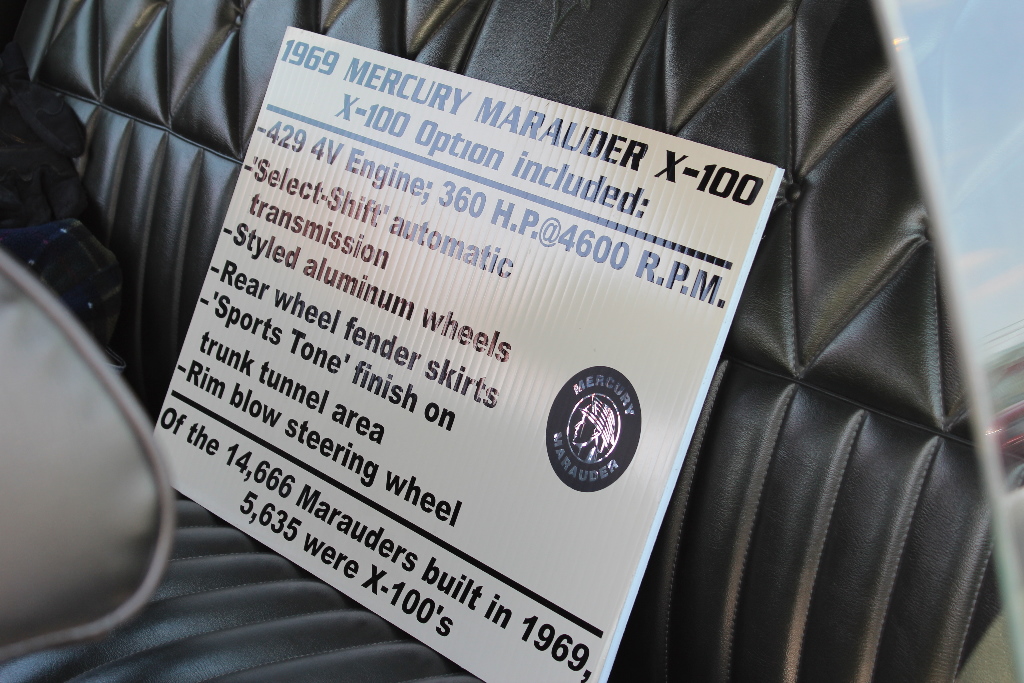 1969 MERCURY MARAUDER X-100
X-100 Option included:
-429 4V Engine; 360 H.P.@4600 R.P.M.
-'Select-Shift' automatic
transmission
-Styled aluminum wheels
-Rear wheel fender skirts
-'Sports Tone' finish on
trunk tunnel area
-Rim blow steering wheel
Of the 14,666 Marauders built in 1969,
5,635 were X-100's
MERCURY
MARAUDER